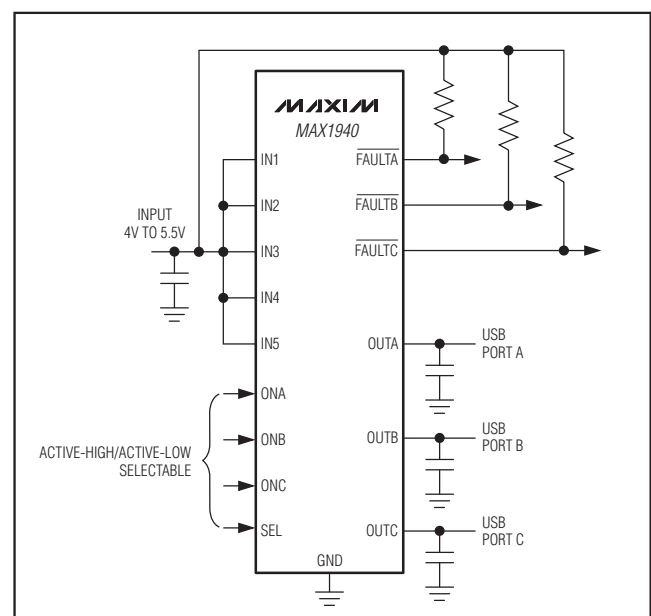 MAXIM
MAX1940
IN1
IN2
IN3
IN4
IN5
ONA
ONB
ONC
SEL
GND
FAULTA
FAULTB
FAULTC
OUTA
OUTB
OUTC
INPUT
4V TO 5.5V
ACTIVE-HIGH/ACTIVE-LOW
SELECTABLE
USB
PORT A
USB
PORT B
USB
PORT C